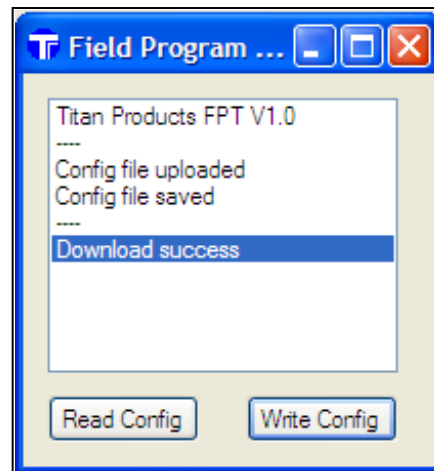 Field Program ...
Titan Products FPT V1.0
----
Config file uploaded
Config file saved
----
Download success
Read Config
Write Config